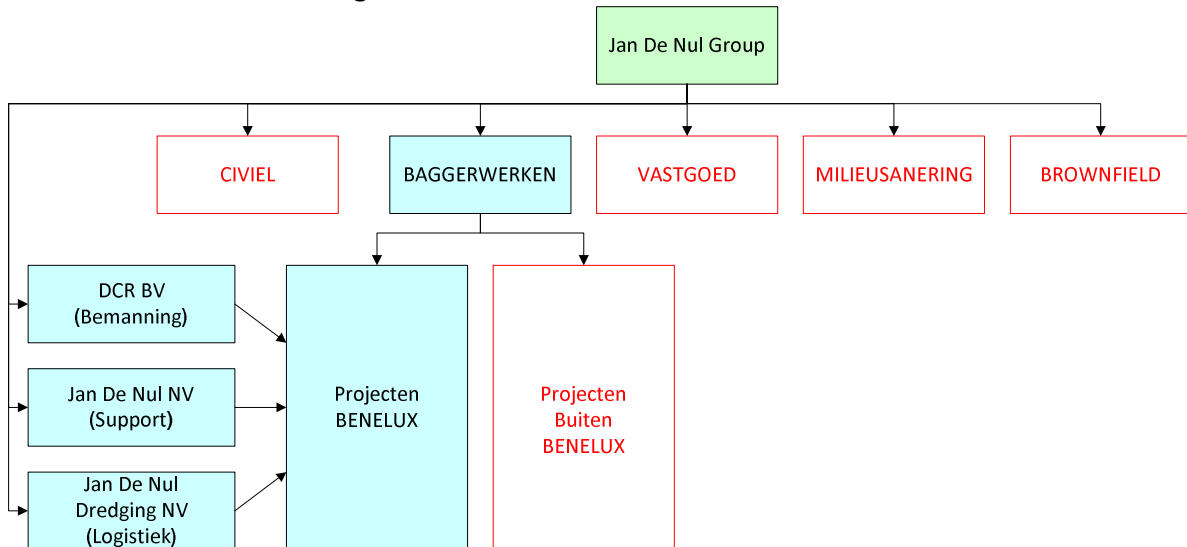 Jan De Nul Group
CIVIEL
BAGGERWERKEN
VASTGOED
MILIEUSANERING
BROWNFIELD
DCR BV
(Bemanning)
Jan De Nul NV
(Support)
Jan De Nul
Dredging NV
(Logistiek)
Projecten
BENELUX
Projecten
Buiten
BENELUX